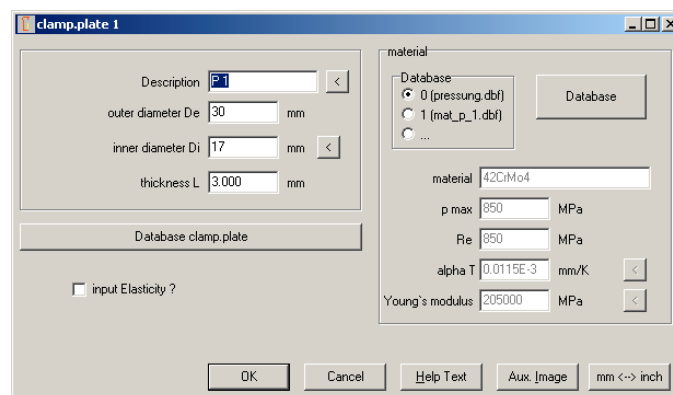 clamp.plate 1
Description P 1 <
outer diameter De 30 mm
inner diameter Di 17 mm <
thickness L 3.000 mm
Database clamp.plate
input Elasticity ?
material
Database
0 (pressung.dbf)
1 (mat_p_1.dbf)
...
Database
material 42CrMo4
p max 850 MPa
Re 850 MPa
alpha T 0.0115E-3 mm/K <
Young`s modulus 205000 MPa <
OK Cancel Help Text Aux. Image mm <--> inch